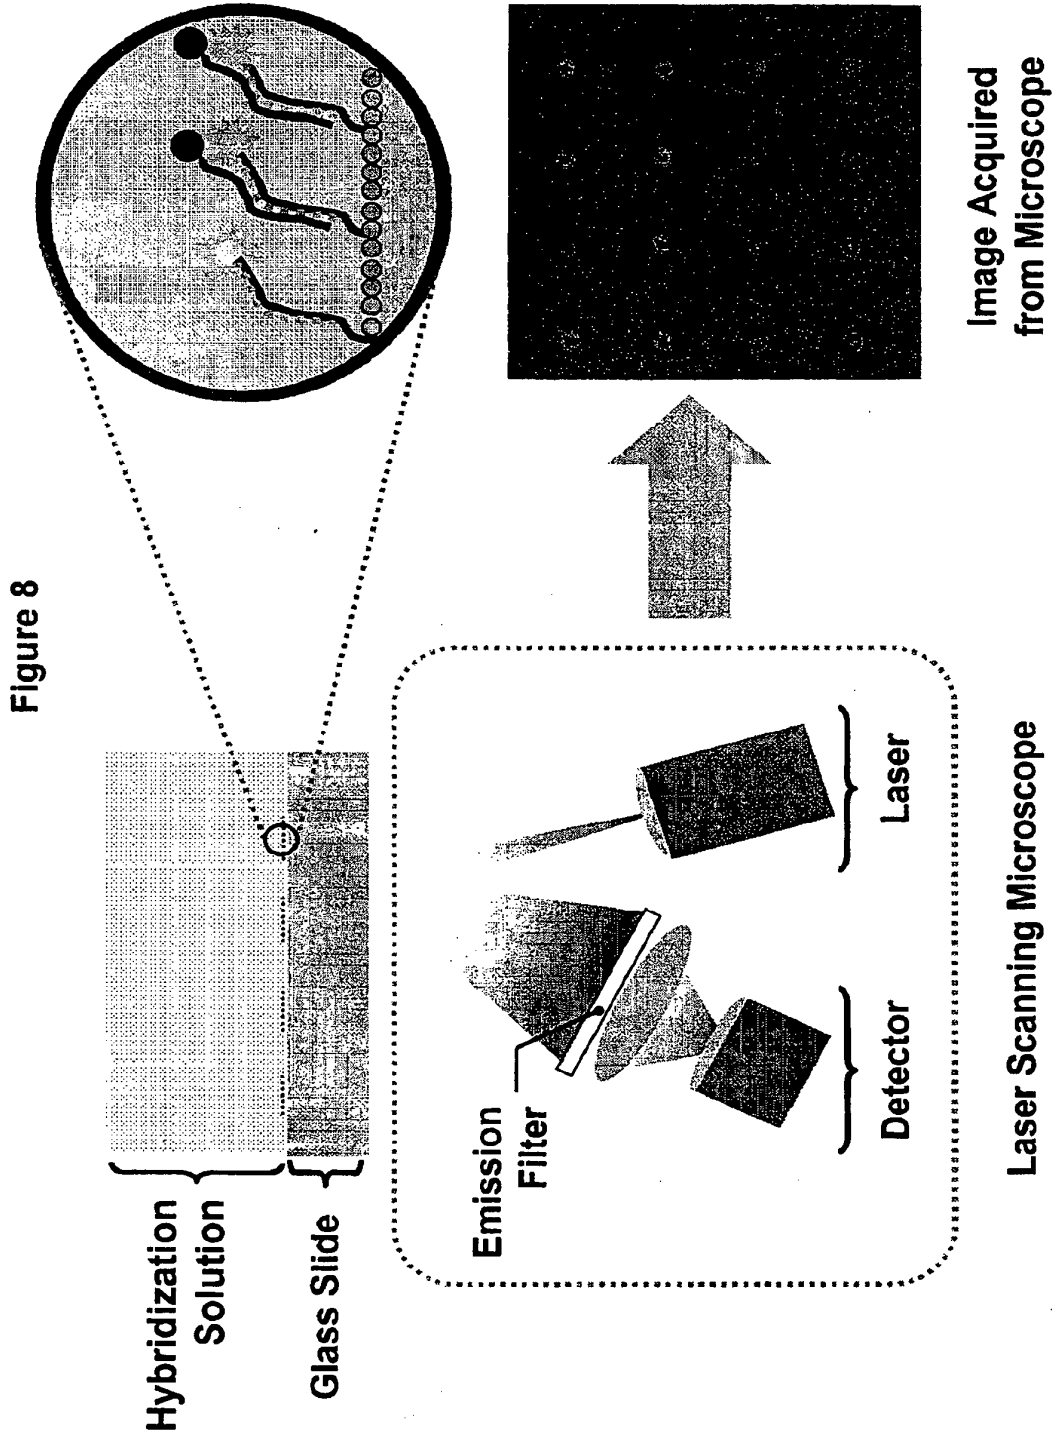 Figure 8
Hybridization
Solution
Glass Slide
Emission
Filter
Detector
Laser
Laser Scanning Microscope
Image Acquired
from Microscope